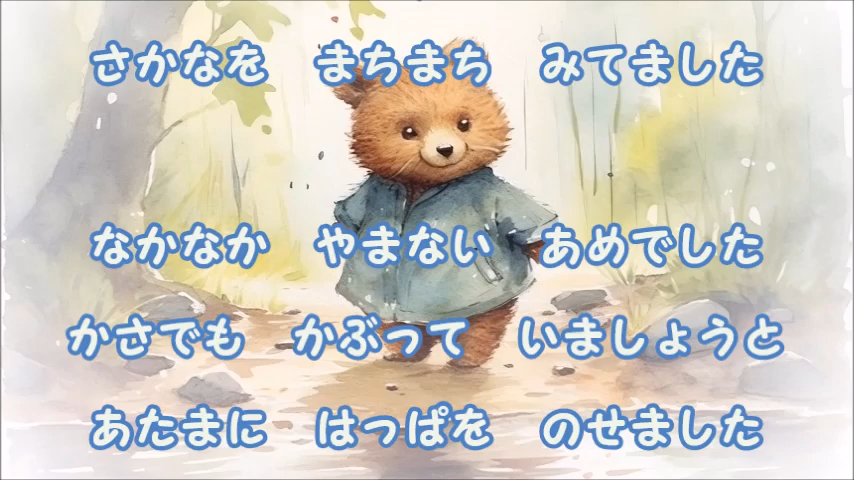 さかなを　まちまち　みてました
なかなか　やまない　あめでした
かさでも　かぶって　いましょうと
あたまに　はっぱを　のせました